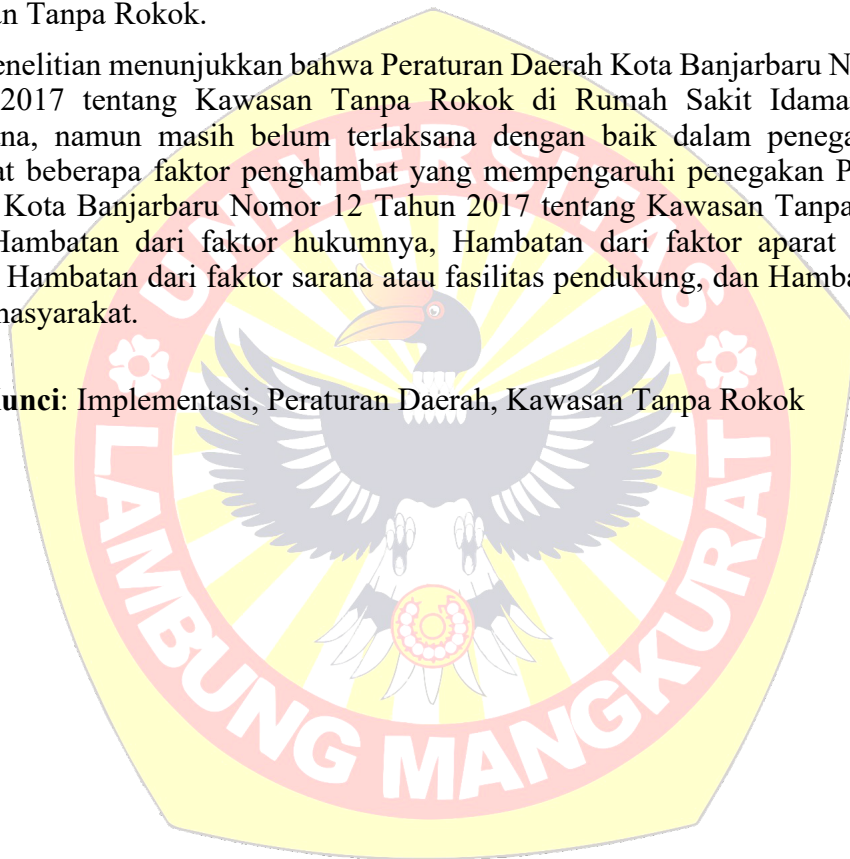 an Tanpa Rokok.
enelitian menunjukkan bahwa Peraturan Daerah Kota Banjarbaru N
2017 tentang Kawasan Tanpa Rokok di Rumah Sakit Idama
na, namun masih belum terlaksana dengan baik dalam penega
at beberapa faktor penghambat yang mempengaruhi penegakan P
Kota Banjarbaru Nomor 12 Tahun 2017 tentang Kawasan Tanpa
Hambatan dari faktor hukumnya, Hambatan dari faktor aparat
Hambatan dari faktor sarana atau fasilitas pendukung, dan Hamba
masyarakat.
unci: Implementasi, Peraturan Daerah, Kawasan Tanpa Rokok
UNIVERSITAS
LAMBUNG MANGKURAT